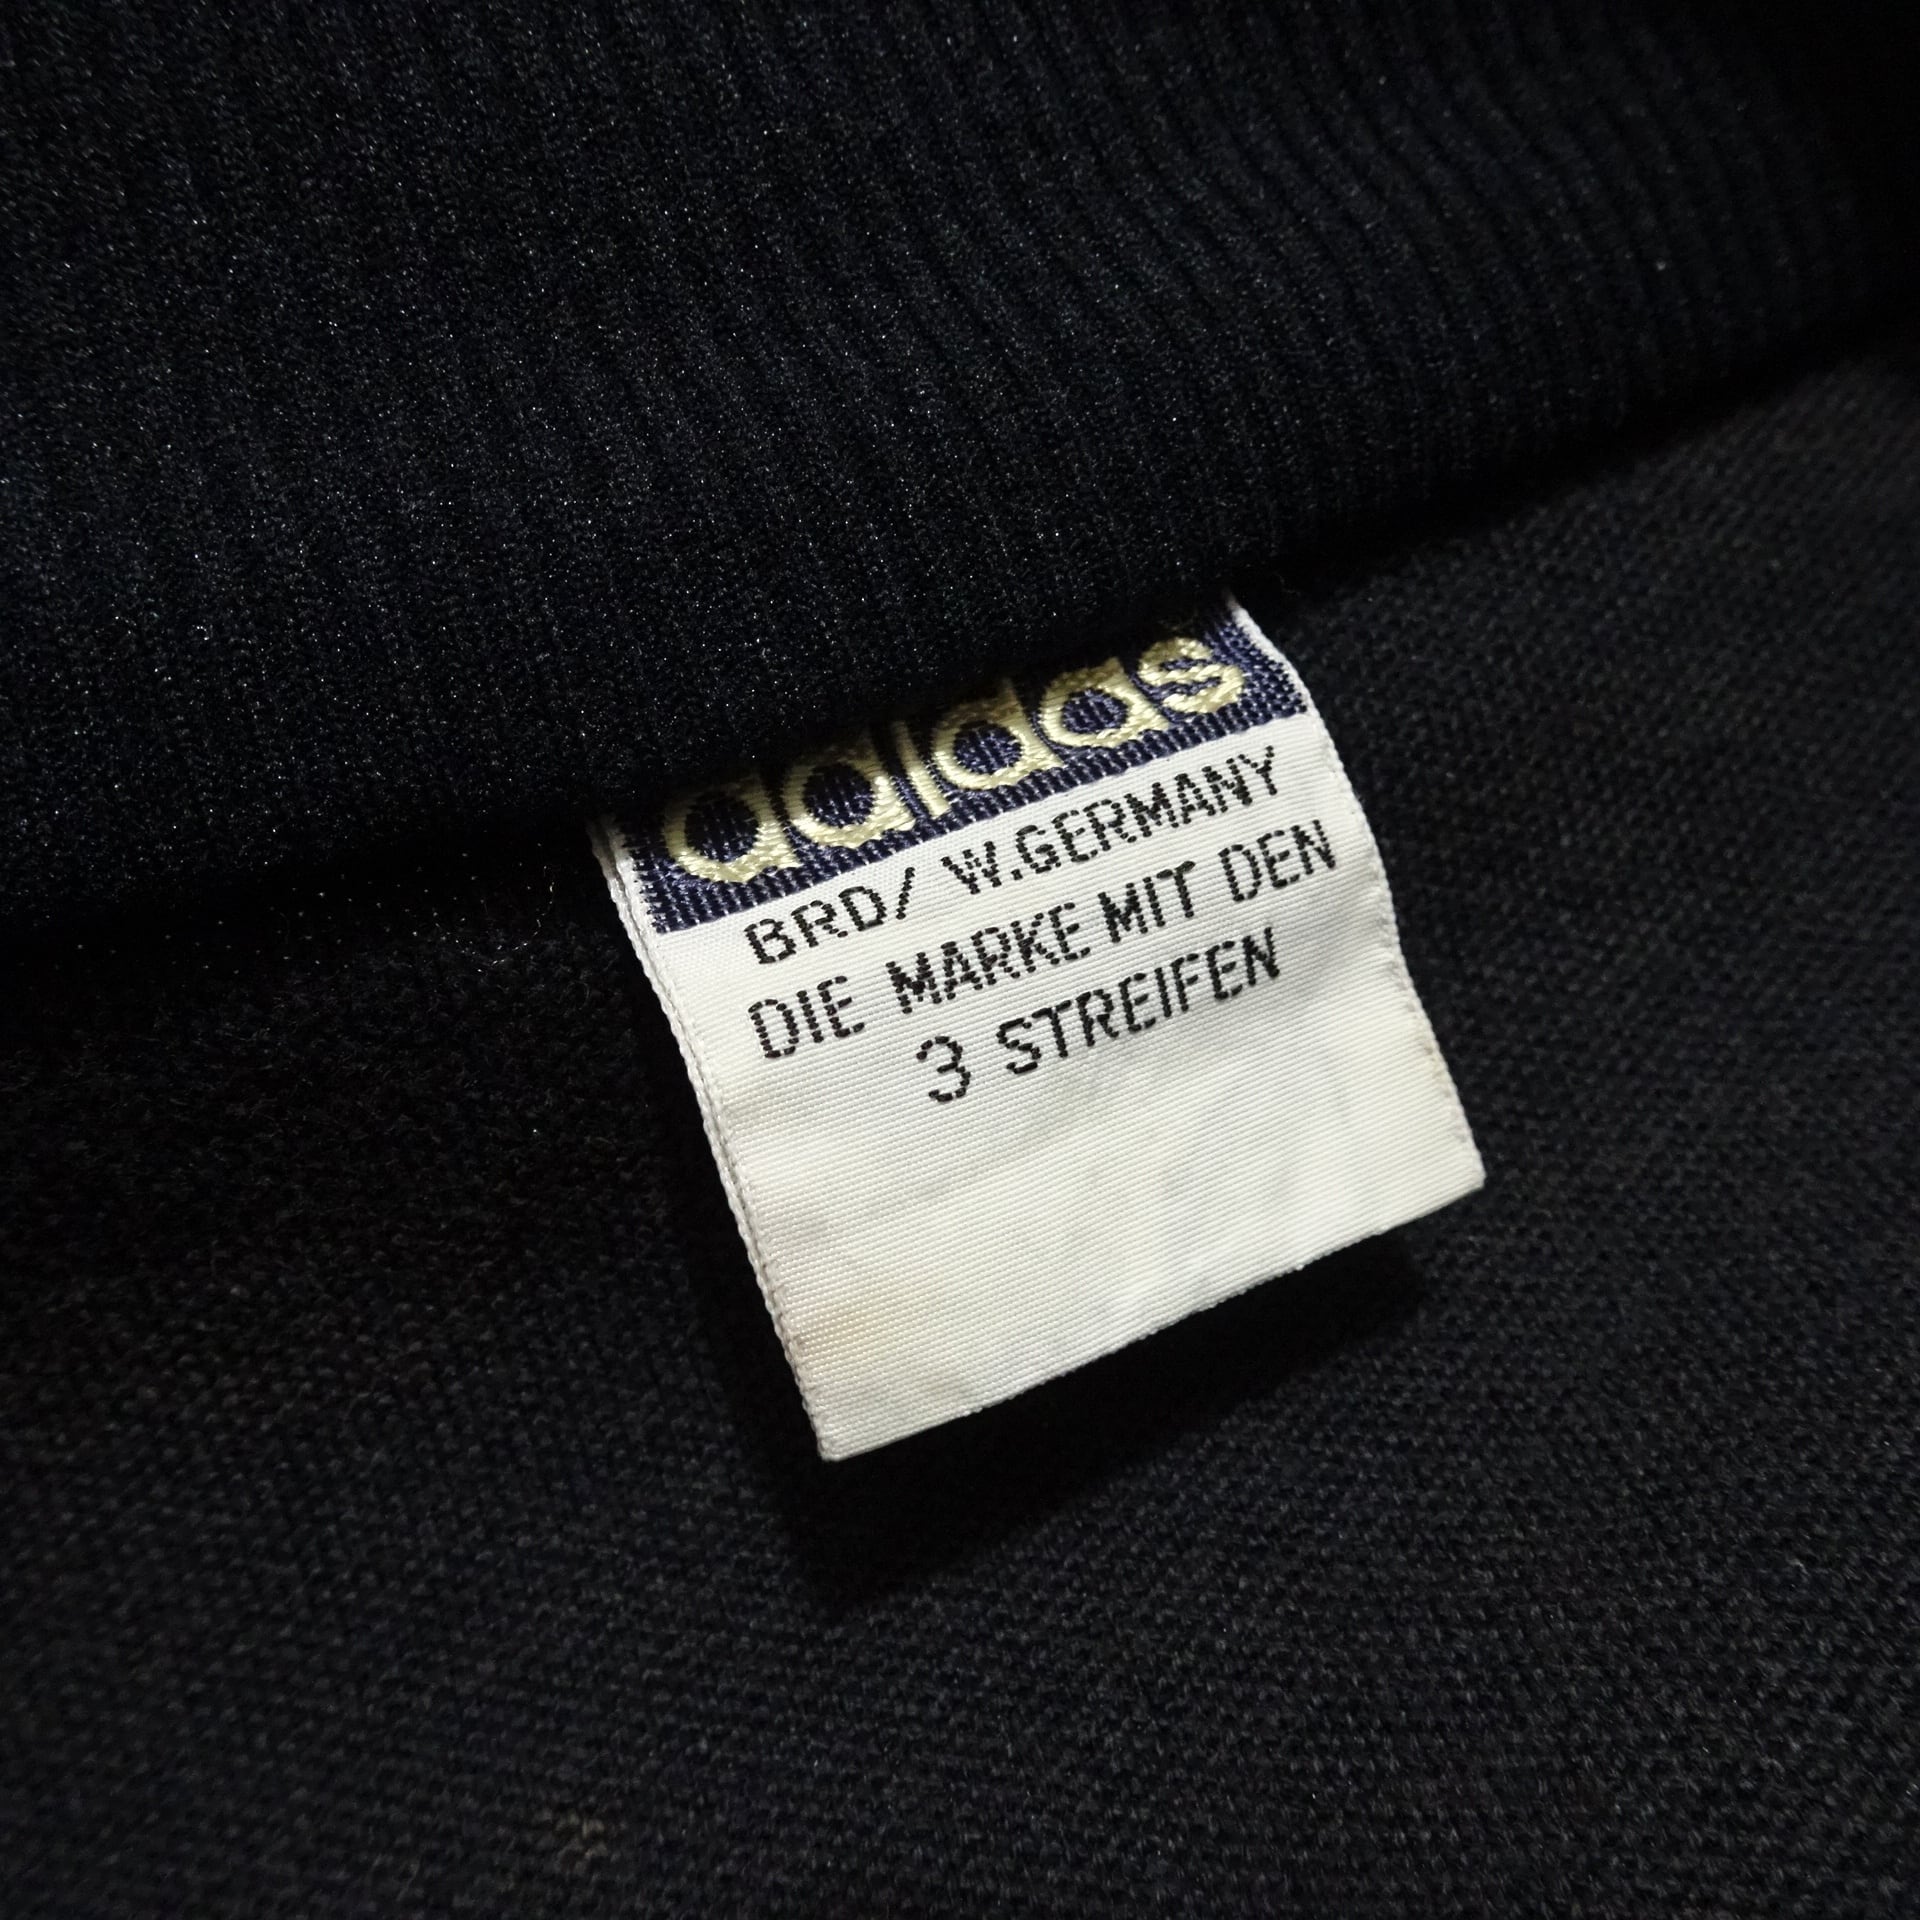 adidas
BRD/ W.GERMANY
DIE MARKE MIT DEN
3 STREIFEN